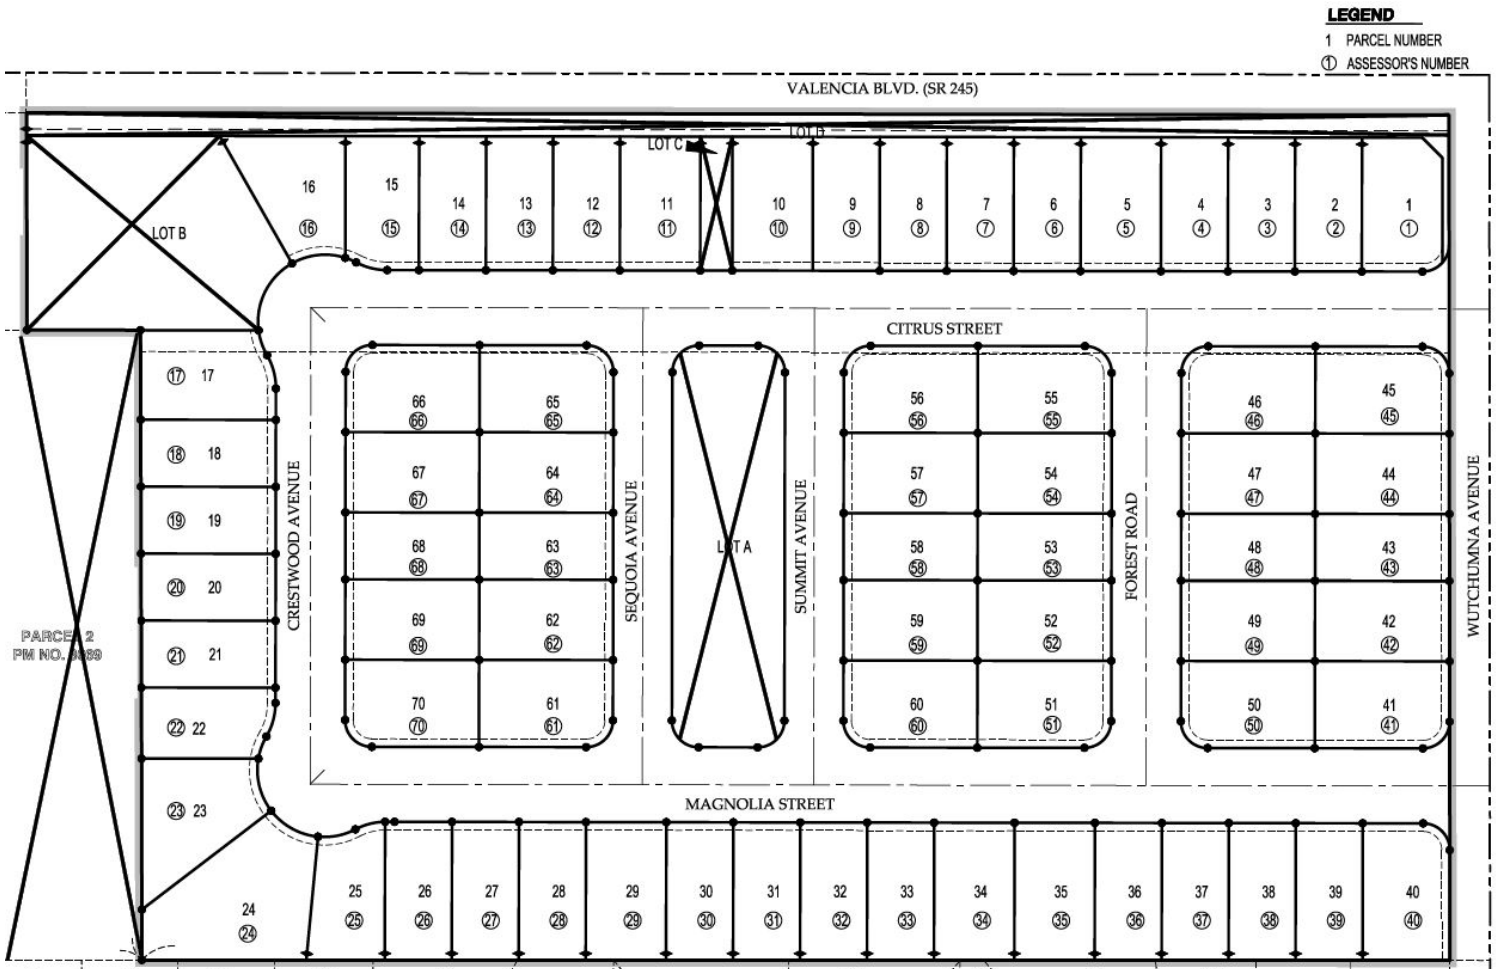 LEGEND
1 PARCEL NUMBER
① ASSESSOR'S NUMBER
VALENCIA BLVD. (SR 245)
LOT D
LOT C
16 15 14 13 12 11 10 9 8 7 6 5 4 3 2 1
⑯ ⑮ ⑭ ⑬ ⑫ ⑪ ⑩ ⑨ ⑧ ⑦ ⑥ ⑤ ④ ③ ② ①
LOT B
CITRUS STREET
⑰ 17
⑱ 18
⑲ 19
⑳ 20
㉑ 21
㉒ 22
㉓ 23
CRESTWOOD AVENUE
66 65
66 65
67 64
67 64
68 63
68 63
69 62
69 62
70 61
70 61
SEQUOIA AVENUE
LOT A
SUMMIT AVENUE
56 55
56 55
57 54
57 54
58 53
58 53
59 52
59 52
60 51
60 51
FOREST ROAD
46 45
㊻ ㊺
47 44
㊼ ㊹
48 43
㊽ ㊸
49 42
㊾ ㊷
50 41
㊿ ㊶
WUTCHUMNA AVENUE
PARCEL 2
PM NO.
MAGNOLIA STREET
24 25 26 27 28 29 30 31 32 33 34 35 36 37 38 39 40
㉔ ㉕ ㉖ ㉗ ㉘ ㉙ ㉚ ㉛ ㉜ ㉝ ㉞ ㉟ ㊱ ㊲ ㊳ ㊴ ㊵